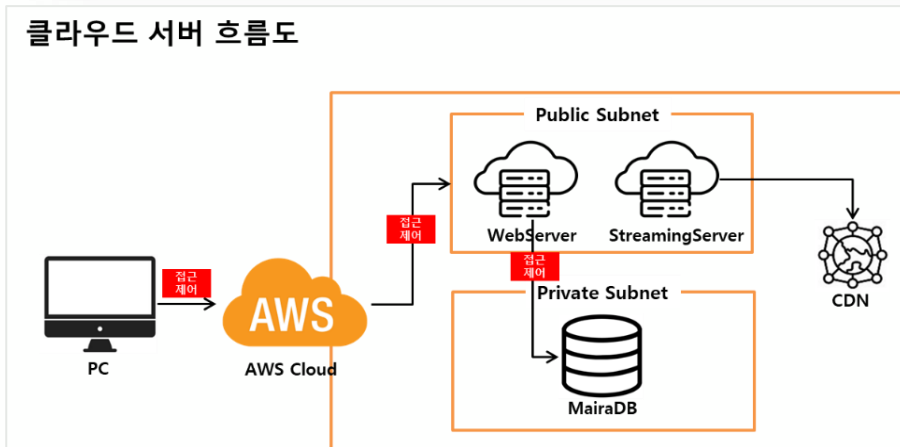 클라우드 서버 흐름도
Public Subnet
접근
제어
WebServer
StreamingServer
접근
제어
접근
제어
Private Subnet
CDN
AWS
PC
AWS Cloud
MairaDB